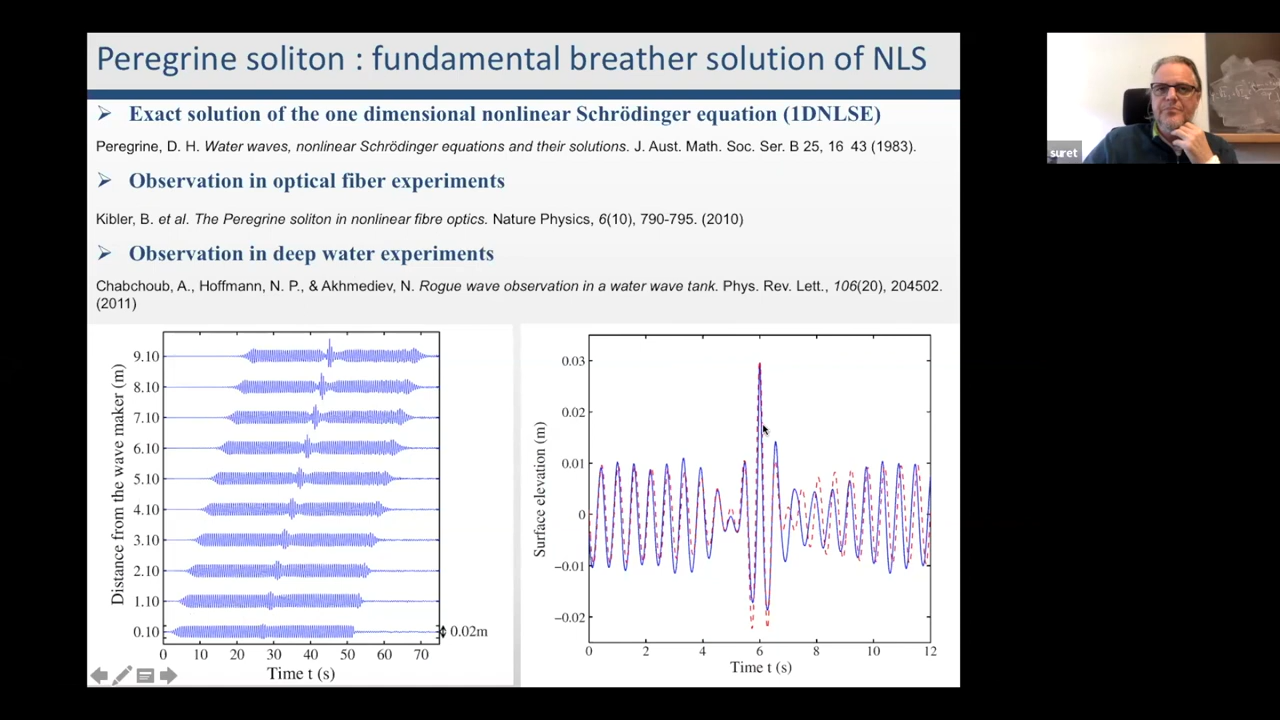 Peregrine soliton : fundamental breather solution of NLS
➢ Exact solution of the one dimensional nonlinear Schrödinger equation (1DNLSE)
Peregrine, D. H. Water waves, nonlinear Schrödinger equations and their solutions. J. Aust. Math. Soc. Ser. B 25, 16 43 (1983).
➢ Observation in optical fiber experiments
Kibler, B. et al. The Peregrine soliton in nonlinear fibre optics. Nature Physics, 6(10), 790-795. (2010)
➢ Observation in deep water experiments
Chabchoub, A., Hoffmann, N. P., & Akhmediev, N. Rogue wave observation in a water wave tank. Phys. Rev. Lett., 106(20), 204502.
(2011)
Distance from the wave maker (m)
9.10
8.10
7.10
6.10
5.10
4.10
3.10
2.10
1.10
0.10
0.02m
0 10 20 30 40 50 60 70
Time t (s)
Surface elevation (m)
0.03
0.02
0.01
0
−0.01
−0.02
0 2 4 6 8 10 12
Time t (s)
suret